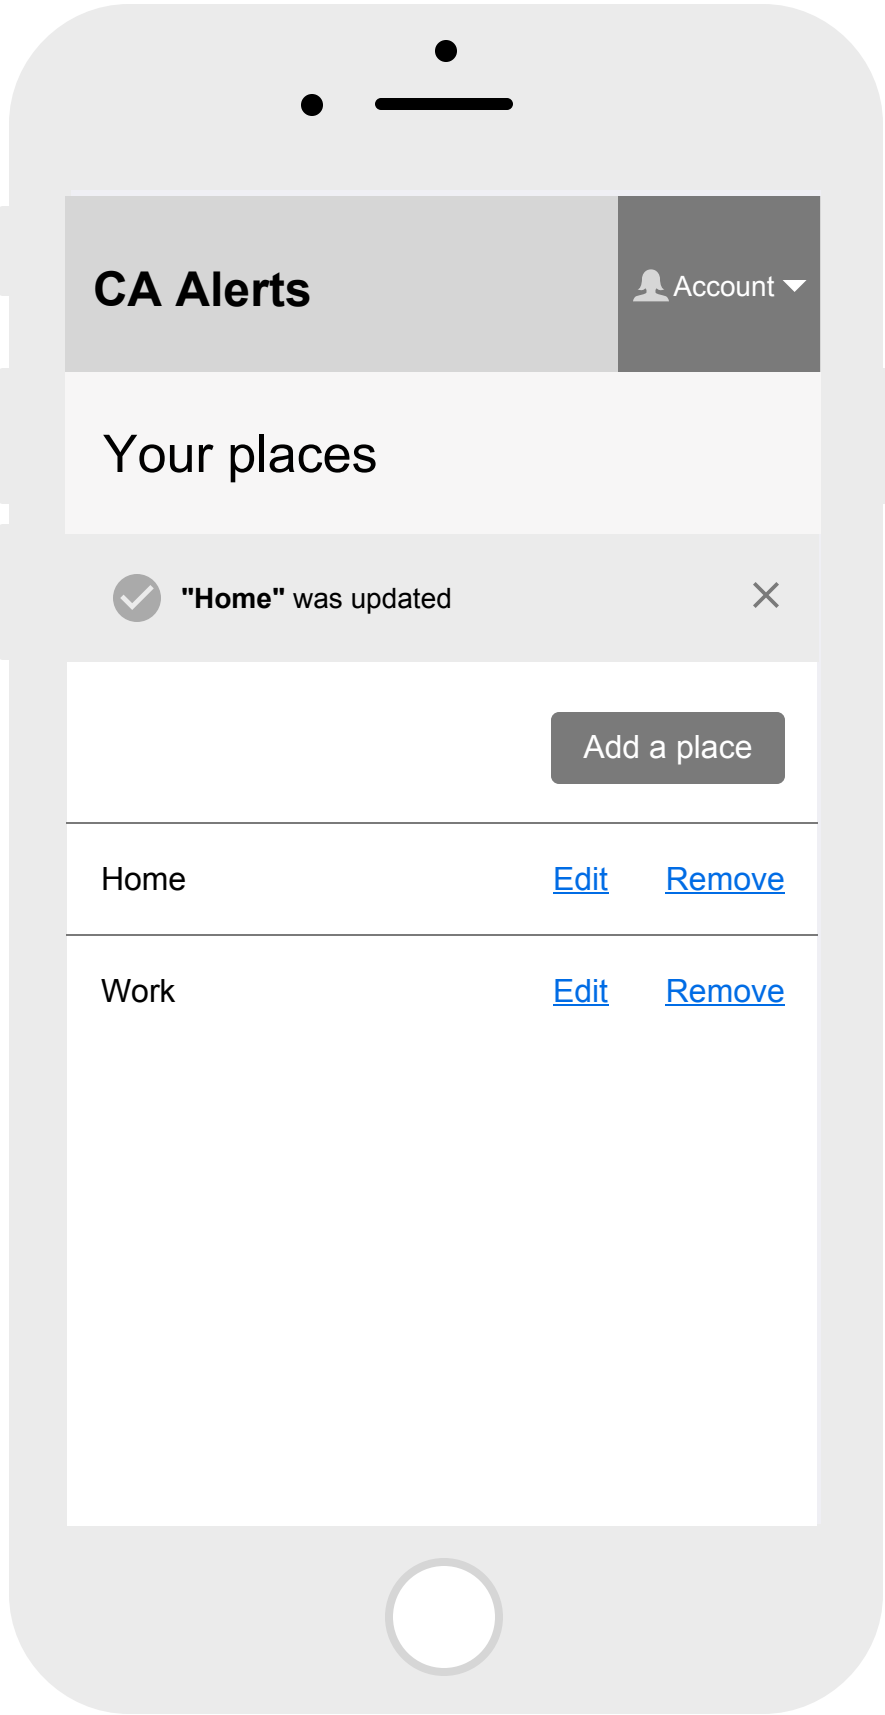 CA Alerts
Account
Your places
"Home" was updated
Add a place
Home Edit Remove
Work Edit Remove